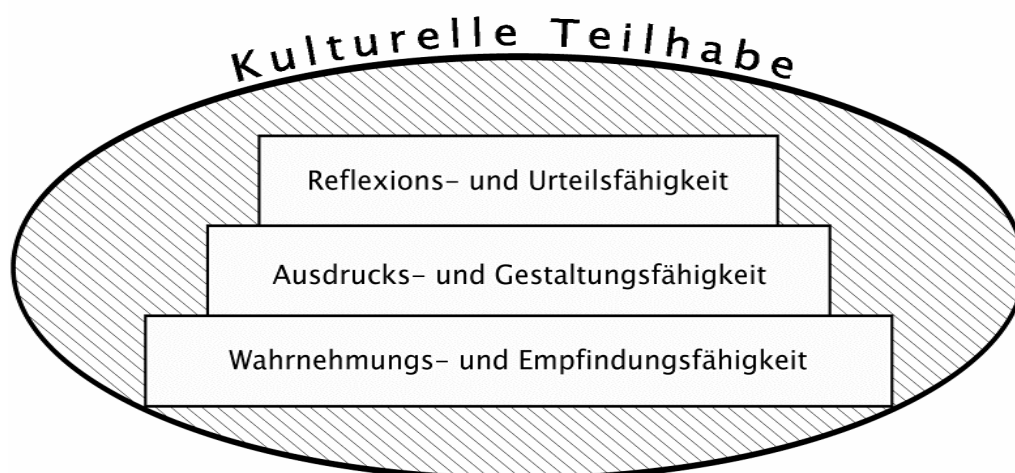 Kulturelle Teilhabe
Reflexions– und Urteilsfähigkeit
Ausdrucks– und Gestaltungsfähigkeit
Wahrnehmungs– und Empfindungsfähigkeit